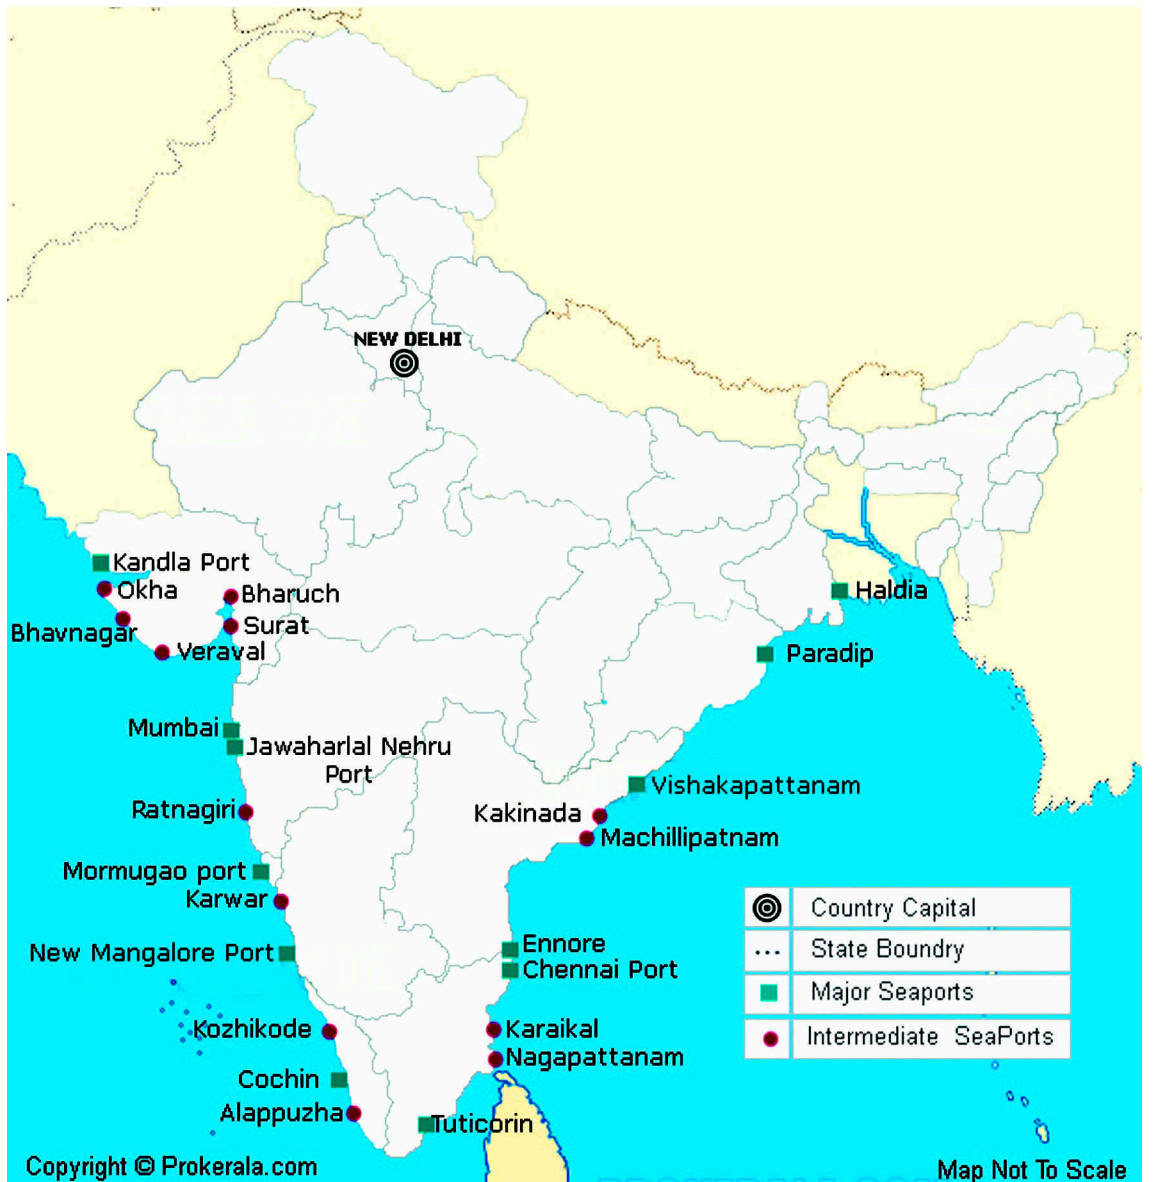 NEW DELHI
Kandla Port
Okha
Bharuch
Bhavnagar
Surat
Veraval
Haldia
Paradip
Mumbai
Jawaharlal Nehru
Port
Vishakapattanam
Ratnagiri
Kakinada
Machillipatnam
Mormugao port
Karwar
New Mangalore Port
Ennore
Chennai Port
Kozhikode
Karaikal
Nagapattanam
Cochin
Alappuzha
Tuticorin
Country Capital
State Boundry
Major Seaports
Intermediate SeaPorts
Copyright © Prokerala.com
Map Not To Scale